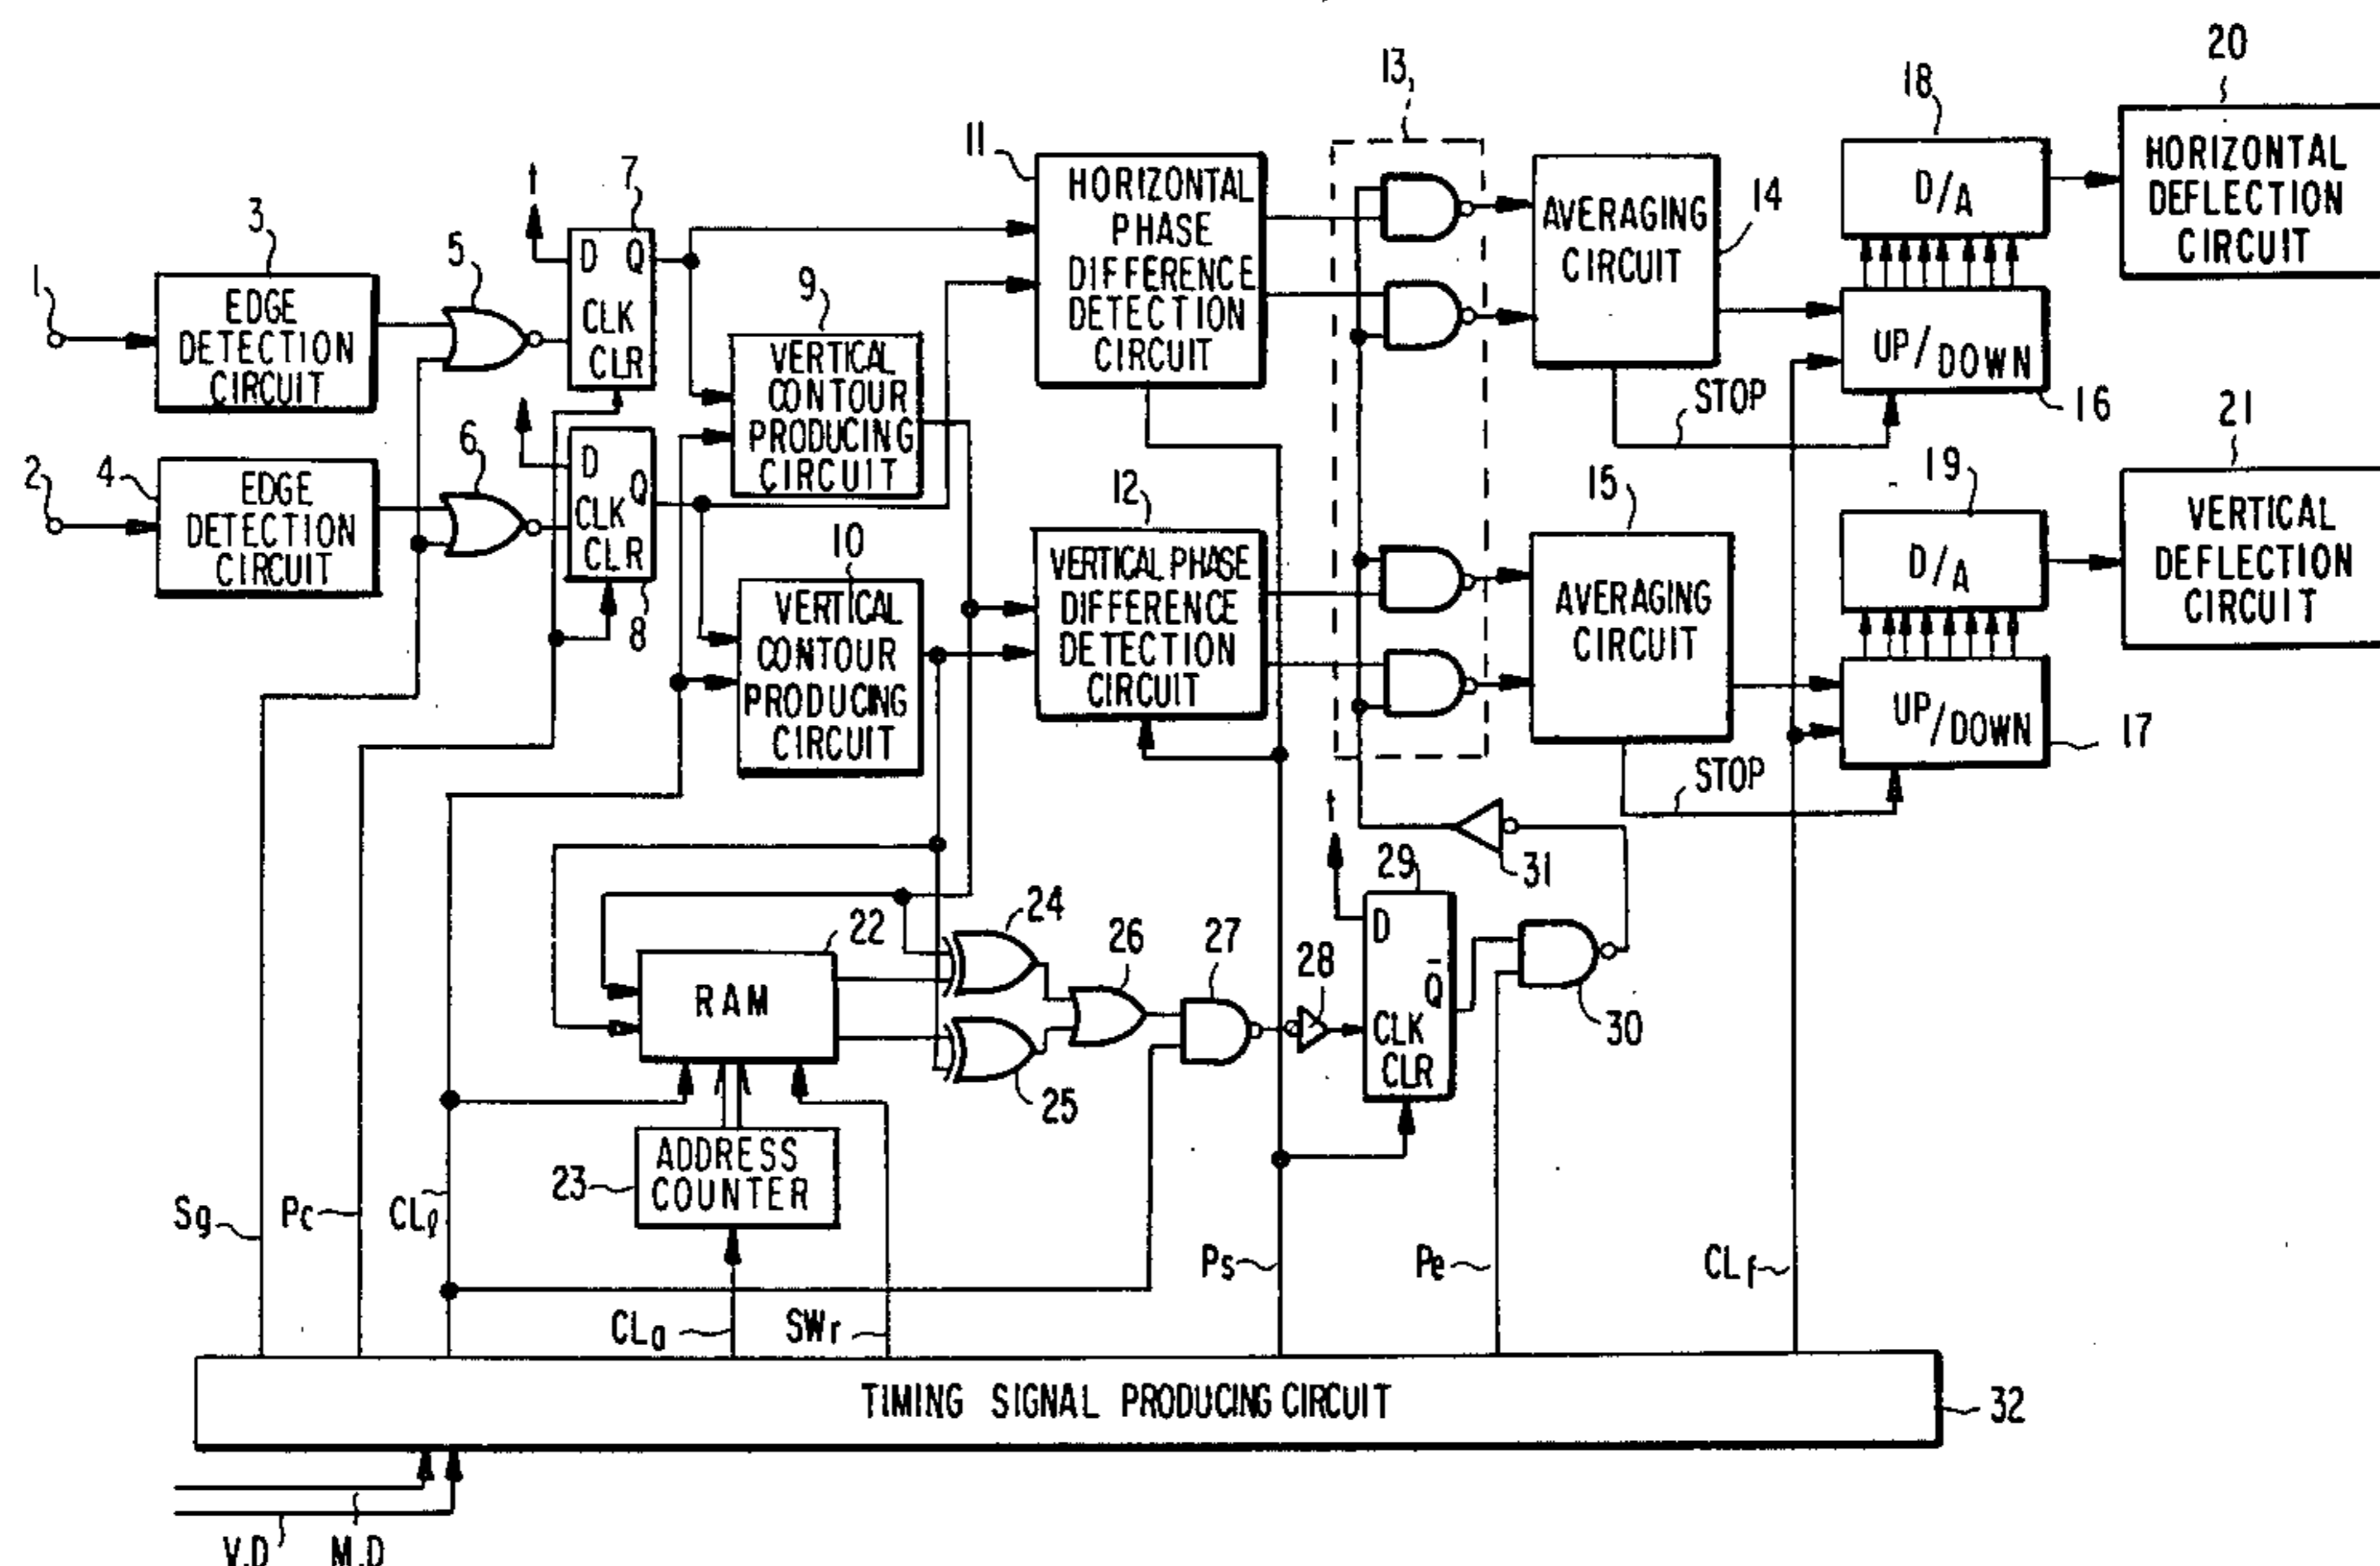 20
13
18
11
HORIZONTAL
PHASE
DIFFERENCE
DETECTION
CIRCUIT
AVERAGING
CIRCUIT
14
D/A
HORIZONTAL
DEFLECTION
CIRCUIT
7
3
5
D Q
CLK
CLR
9
1
EDGE
DETECTION
CIRCUIT
VERTICAL
CONTOUR
PRODUCING
CIRCUIT
UP/DOWN
STOP
16
21
6
2
4
EDGE
DETECTION
CIRCUIT
D
Q
CLK
CLR
8
12
15
19
10
VERTICAL
CONTOUR
PRODUCING
CIRCUIT
VERTICAL PHASE
DIFFERENCE
DETECTION
CIRCUIT
AVERAGING
CIRCUIT
D/A
VERTICAL
DEFLECTION
CIRCUIT
UP/DOWN
17
STOP
31
29
22
24
26
27
28
RAM
D
Q̄
CLK
CLR
30
25
23
ADDRESS
COUNTER
Sg
Pc
CLℓ
Ps
Pe
CLf
CLa
SWr
TIMING SIGNAL PRODUCING CIRCUIT
32
V.D
M.D